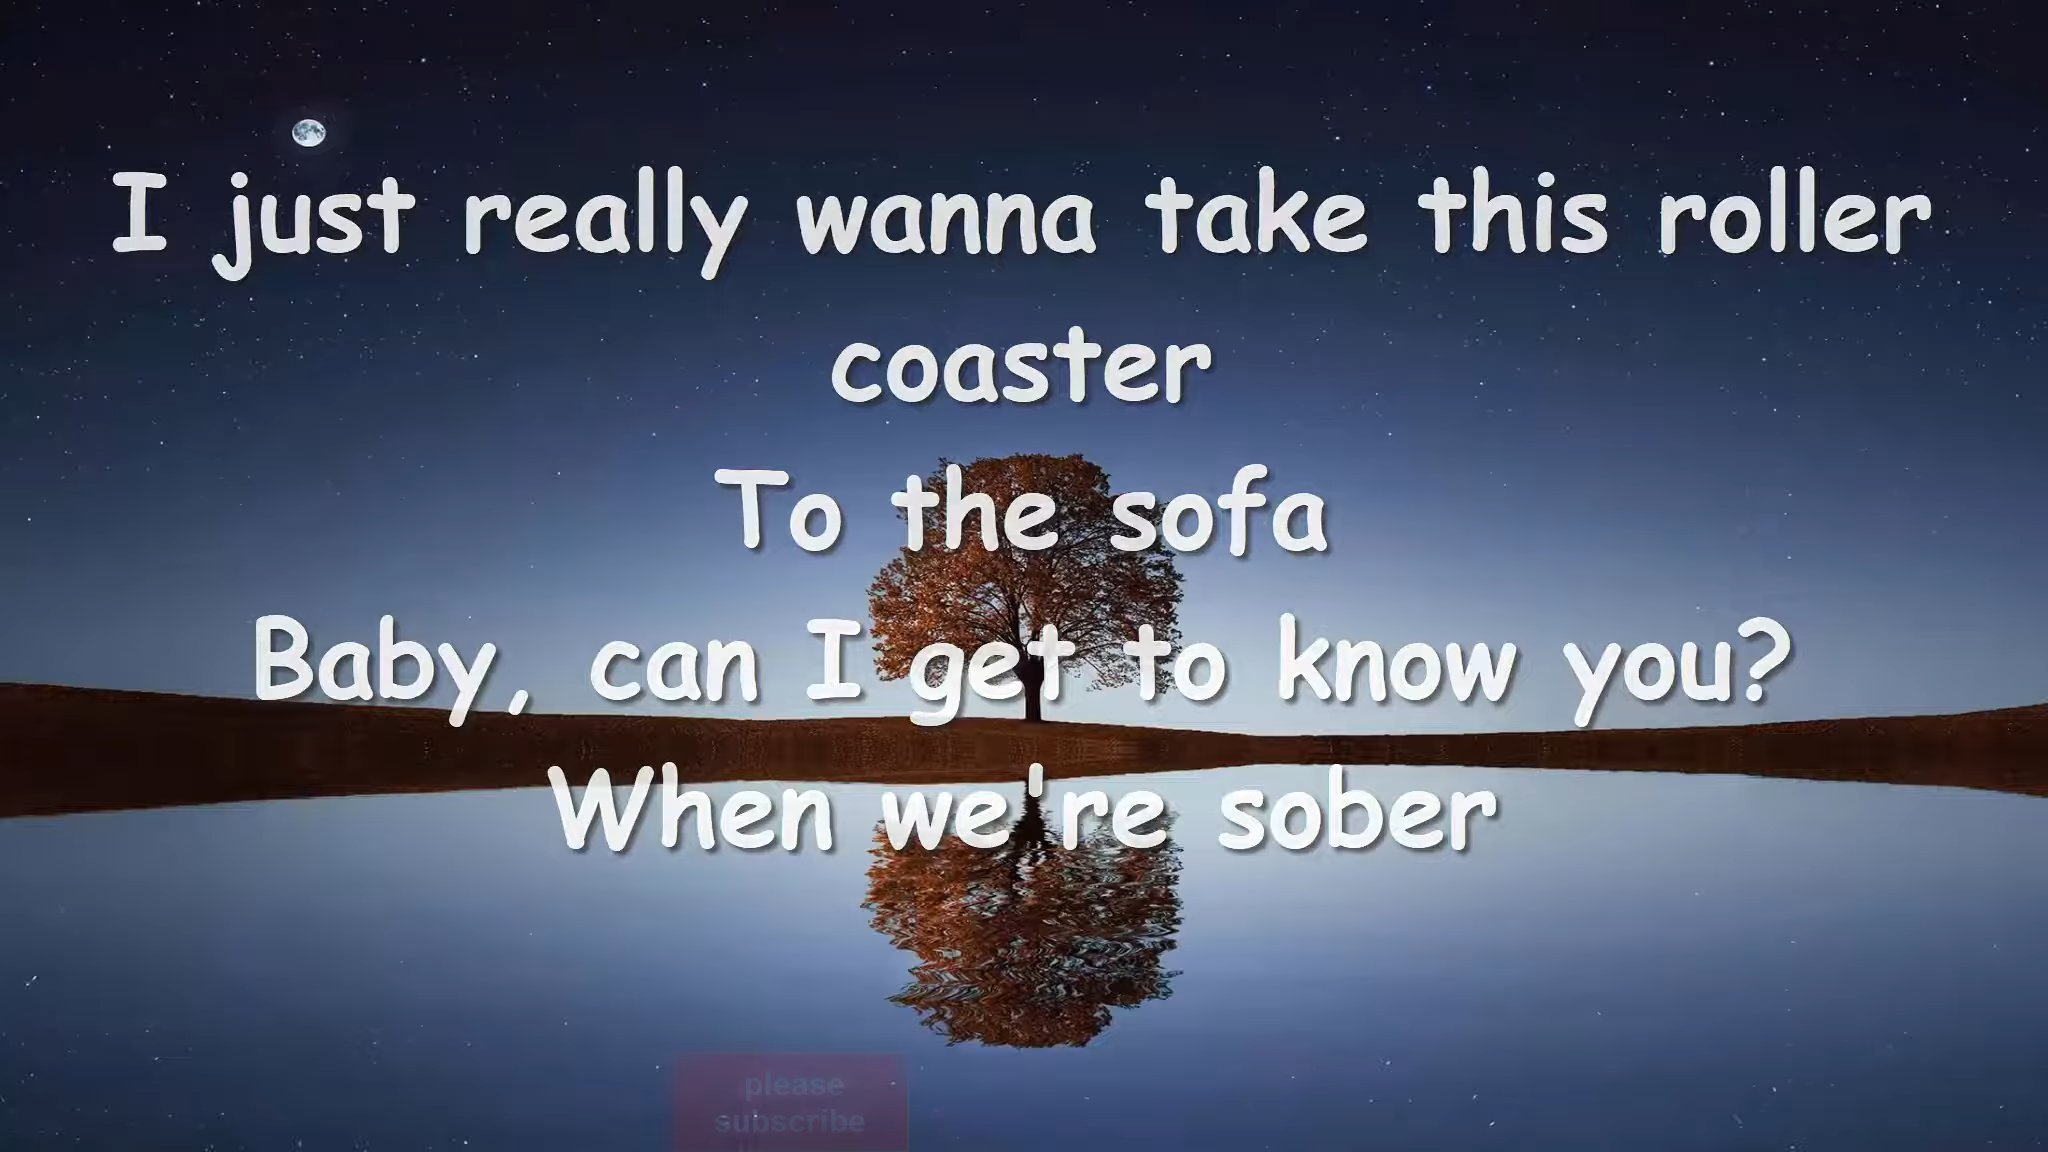 I just really wanna take this roller
coaster
To the sofa
Baby, can I get to know you?
When we're sober
please
subscribe